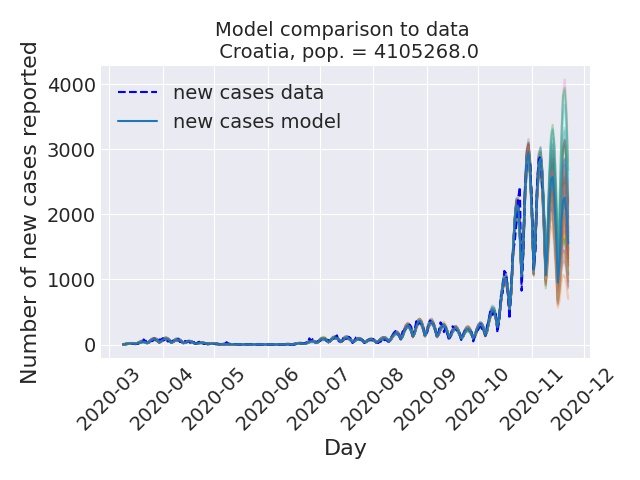 Model comparison to data
Croatia, pop. = 4105268.0
Number of new cases reported
4000
3000
2000
1000
0
new cases data
new cases model
2020-03
2020-04
2020-05
2020-06
2020-07
2020-08
2020-09
2020-10
2020-11
2020-12
Day